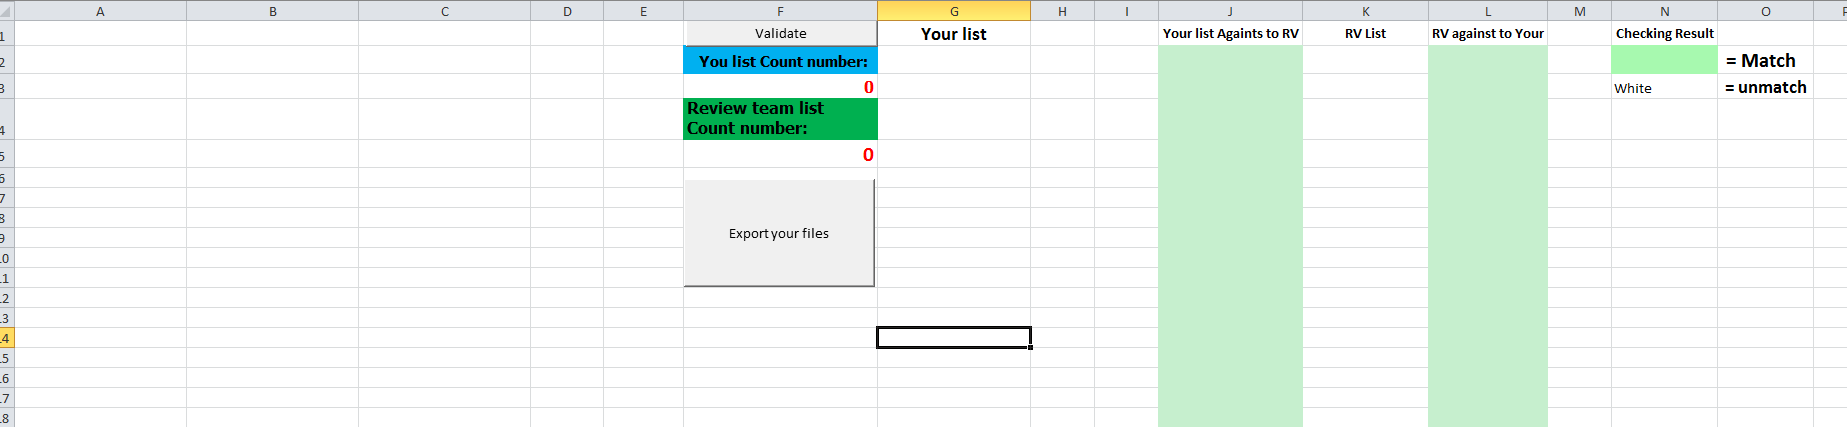 A B C D E F G H I J K L M N O P
1 Validate Your list Your list Againts to RV RV List RV against to Your Checking Result
2 You list Count number: = Match
3 0 White = unmatch
Review team list
4 Count number:
5 0
6
7
8
9 Export your files
10
11
12
13
14
15
16
17
18